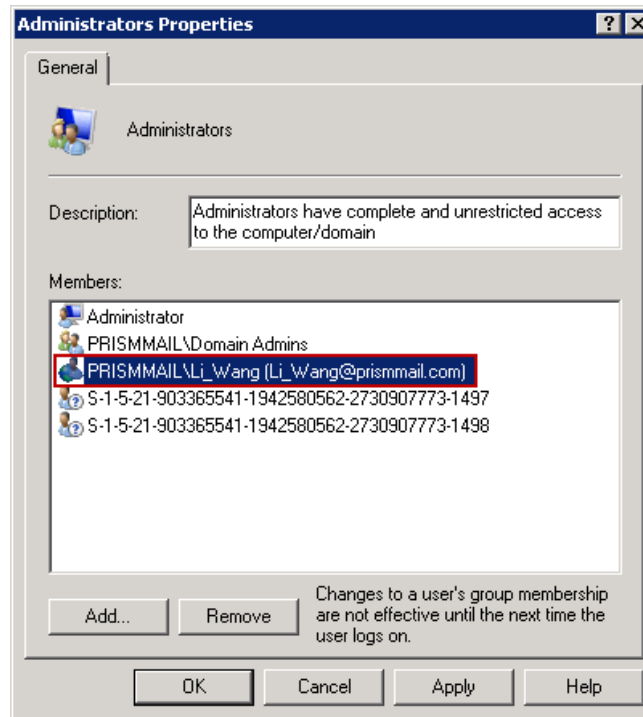 Administrators Properties
General
Administrators
Description:
Administrators have complete and unrestricted access
to the computer/domain
Members:
Administrator
PRISMMAIL\Domain Admins
PRISMMAIL\Li_Wang (Li_Wang@prismmail.com)
S-1-5-21-903365541-1942580562-2730907773-1497
S-1-5-21-903365541-1942580562-2730907773-1498
Add...
Remove
Changes to a user's group membership
are not effective until the next time the
user logs on.
OK
Cancel
Apply
Help